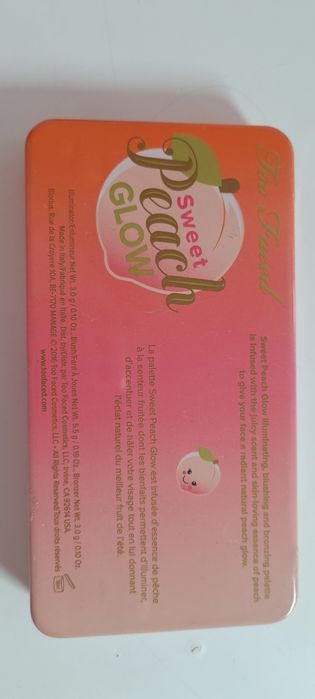 Too Faced
Sweet
Peach
GLOW
Sweet Peach Glow illuminating, blushing and bronzing palette
is infused with the juicy scent and skin-loving essence of peach
to give your face a radiant natural peach glow.
La palette Sweet Peach Glow est infusée d'essence de pêche
à la senteur fruitée dont les bienfaits permettent d'illuminer,
d'accentuer et de hâler votre visage tout en lui donnant
l'éclat naturel du meilleur fruit de l'été.
Illuminator/Enlumineur Net Wt. 3.0 g / 0.10 Oz., Blush/Fard À Joues Net Wt. 5.5 g / 0.19 Oz., Bronzer Net Wt. 3.0 g / 0.10 Oz.
Made in Italy/Fabriqué en Italie. Dist. by/Distr. par Too Faced Cosmetics, LLC, Irvine, CA 92614 USA.
Biorius, Rue de la Croyère 10A, BE-7170 MANAGE © 2016 Too Faced Cosmetics, LLC • All Rights Reserved/Tous droits réservés
www.toofaced.com